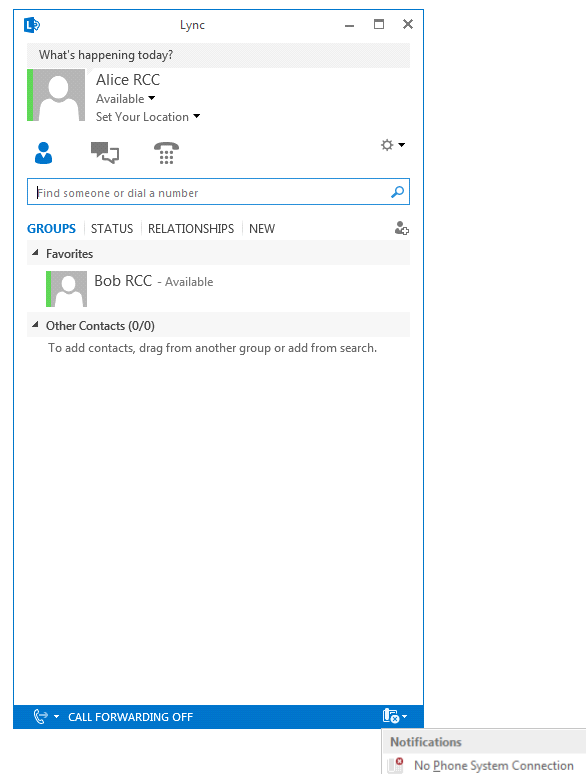 Lync
What's happening today?
Alice RCC
Available
Set Your Location
Find someone or dial a number
GROUPS STATUS RELATIONSHIPS NEW
Favorites
Bob RCC - Available
Other Contacts (0/0)
To add contacts, drag from another group or add from search.
CALL FORWARDING OFF
Notifications
No Phone System Connection